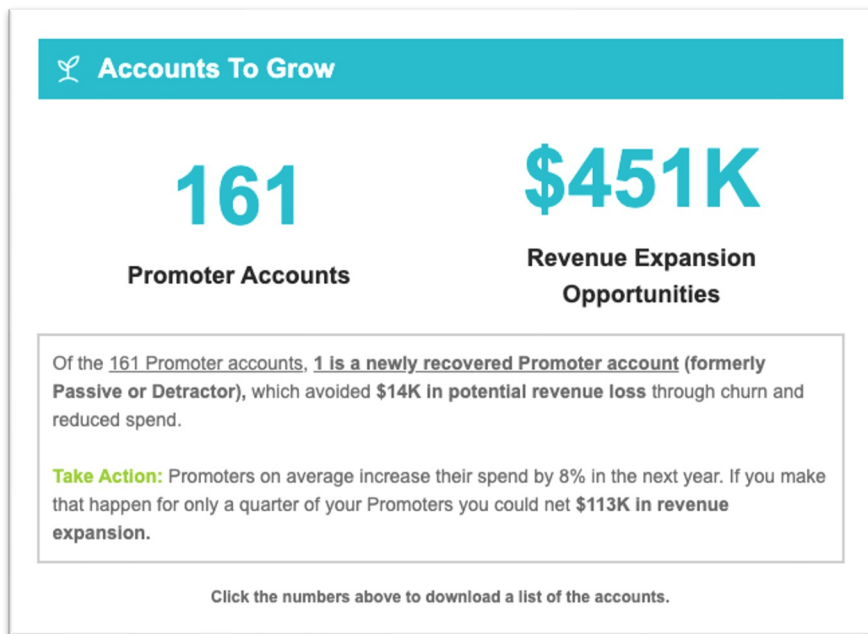 Accounts To Grow
161
Promoter Accounts
$451K
Revenue Expansion
Opportunities
Of the 161 Promoter accounts, 1 is a newly recovered Promoter account (formerly
Passive or Detractor), which avoided $14K in potential revenue loss through churn and
reduced spend.
Take Action: Promoters on average increase their spend by 8% in the next year. If you make
that happen for only a quarter of your Promoters you could net $113K in revenue
expansion.
Click the numbers above to download a list of the accounts.